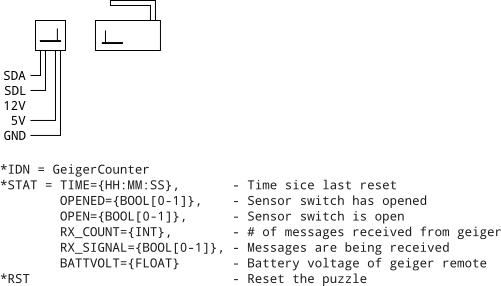 SDA
SDL
12V
5V
GND
*IDN = GeigerCounter
*STAT = TIME={HH:MM:SS}, - Time sice last reset
OPENED={BOOL[0-1]}, - Sensor switch has opened
OPEN={BOOL[0-1]}, - Sensor switch is open
RX_COUNT={INT}, - # of messages received from geiger
RX_SIGNAL={BOOL[0-1]}, - Messages are being received
BATTVOLT={FLOAT} - Battery voltage of geiger remote
*RST - Reset the puzzle